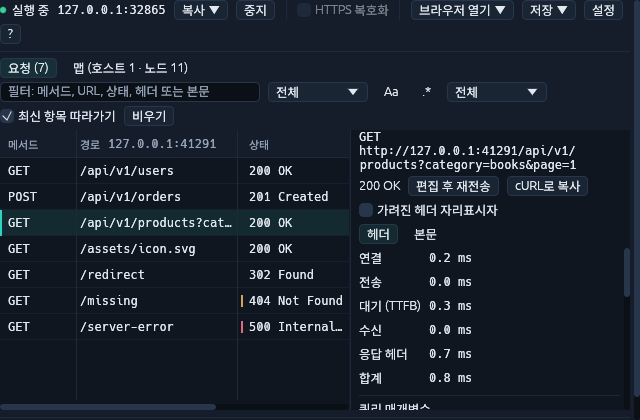 실행 중 127.0.0.1:32865 복사 ▼ 중지 HTTPS 복호화 브라우저 열기 ▼ 저장 ▼ 설정
?
요청 (7) 맵 (호스트 1 · 노드 11)
필터: 메서드, URL, 상태, 헤더 또는 본문 전체 ▼ Aa .* 전체 ▼
최신 항목 따라가기 비우기
메서드 경로 127.0.0.1:41291 상태
GET /api/v1/users 200 OK
POST /api/v1/orders 201 Created
GET /api/v1/products?cat… 200 OK
GET /assets/icon.svg 200 OK
GET /redirect 302 Found
GET /missing 404 Not Found
GET /server-error 500 Internal…
GET
http://127.0.0.1:41291/api/v1/
products?category=books&page=1
200 OK 편집 후 재전송 cURL로 복사
가려진 헤더 자리표시자
헤더 본문
연결 0.2 ms
전송 0.0 ms
대기 (TTFB) 0.3 ms
수신 0.0 ms
응답 헤더 0.7 ms
합계 0.8 ms
쿼리 매개변수